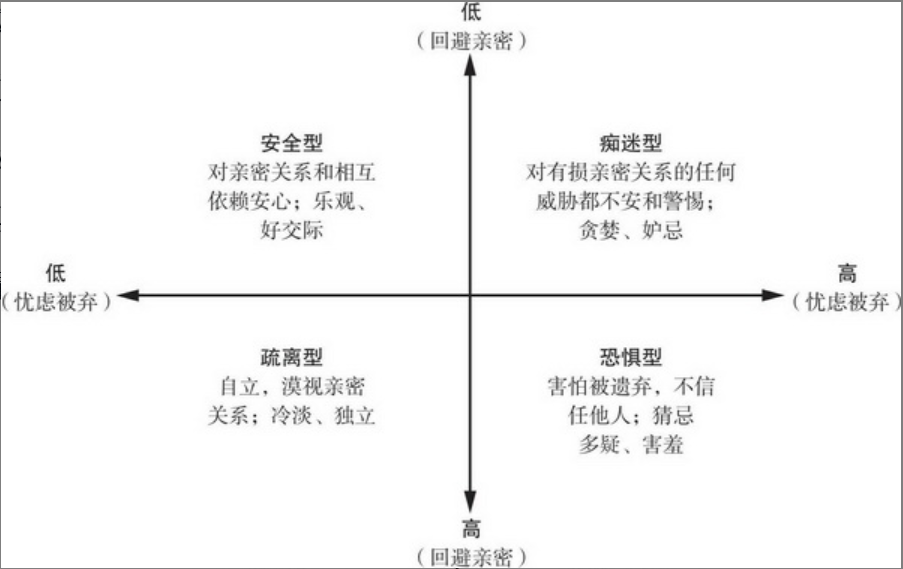 低
（回避亲密）
安全型
对亲密关系和相互
依赖安心；乐观、
好交际
痴迷型
对有损亲密关系的任何
威胁都不安和警惕；
贪婪、妒忌
低
（忧虑被弃）
高
（忧虑被弃）
疏离型
自立，漠视亲密
关系；冷淡、独立
恐惧型
害怕被遗弃，不信
任他人；猜忌
多疑、害羞
高
（回避亲密）